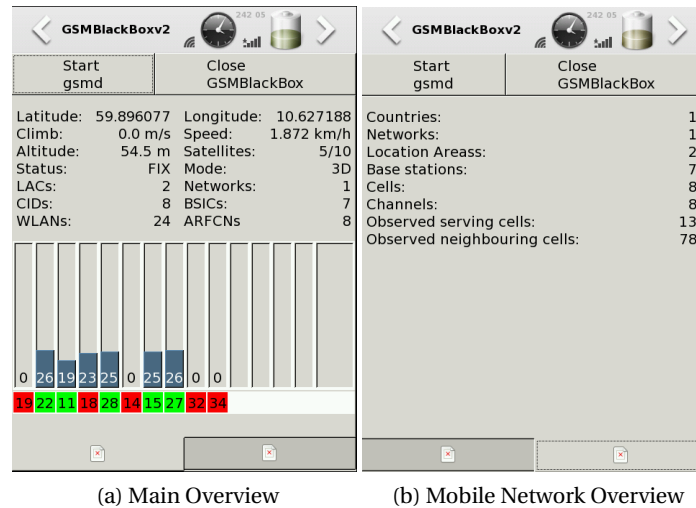 GSMBlackBoxv2 242 05
Start Close
gsmd GSMBlackBox
Latitude: 59.896077 Longitude: 10.627188
Climb: 0.0 m/s Speed: 1.872 km/h
Altitude: 54.5 m Satellites: 5/10
Status: FIX Mode: 3D
LACs: 2 Networks: 1
CIDs: 8 BSICs: 7
WLANs: 24 ARFCNs 8
0 26 19 23 25 0 25 26 0 0
19 22 11 18 28 14 15 27 32 34
(a) Main Overview
GSMBlackBoxv2 242 05
Start Close
gsmd GSMBlackBox
Countries: 1
Networks: 1
Location Areass: 2
Base stations: 7
Cells: 8
Channels: 8
Observed serving cells: 13
Observed neighbouring cells: 78
(b) Mobile Network Overview